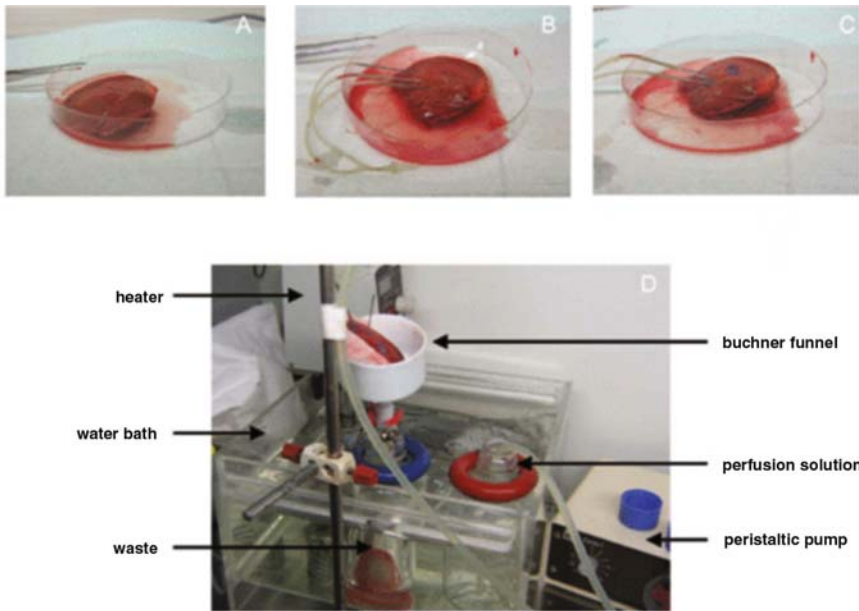 A
B
C
D
heater
buchner funnel
water bath
perfusion solution
waste
peristaltic pump